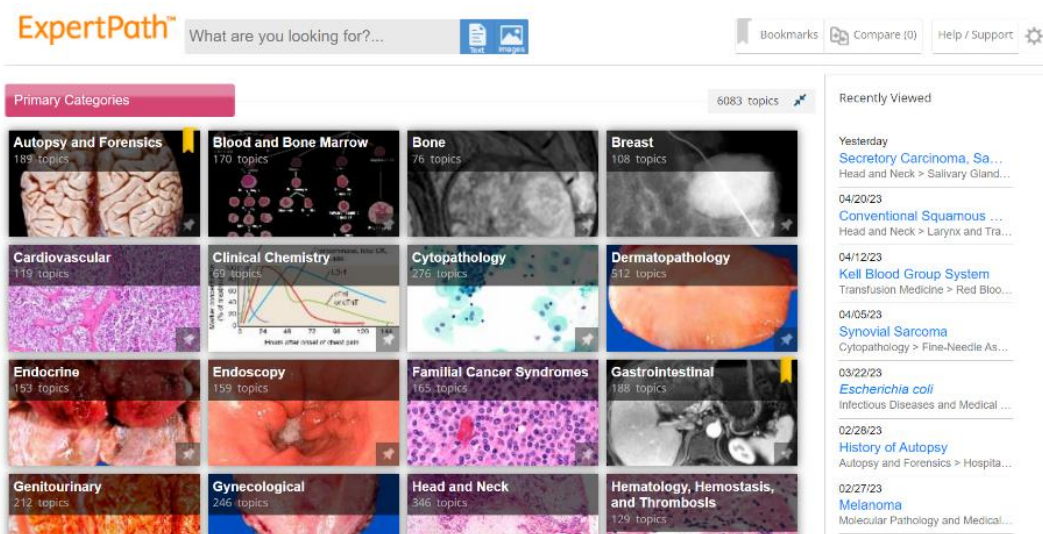 ExpertPath™
What are you looking for?...
Text
Images
Bookmarks
Compare (0)
Help / Support
Primary Categories
6083 topics
Autopsy and Forensics
189 topics
Blood and Bone Marrow
170 topics
Bone
76 topics
Breast
108 topics
Cardiovascular
119 topics
Clinical Chemistry
69 topics
Hours after onset of chest pain
Cytopathology
276 topics
Dermatopathology
512 topics
Endocrine
153 topics
Endoscopy
159 topics
Familial Cancer Syndromes
165 topics
Gastrointestinal
188 topics
Genitourinary
212 topics
Gynecological
246 topics
Head and Neck
346 topics
Hematology, Hemostasis,
and Thrombosis
129 topics
Recently Viewed
Yesterday
Secretory Carcinoma, Sa...
Head and Neck > Salivary Gland...
04/20/23
Conventional Squamous ...
Head and Neck > Larynx and Tra...
04/12/23
Kell Blood Group System
Transfusion Medicine > Red Bloo...
04/05/23
Synovial Sarcoma
Cytopathology > Fine-Needle As...
03/22/23
Escherichia coli
Infectious Diseases and Medical ...
02/28/23
History of Autopsy
Autopsy and Forensics > Hospita...
02/27/23
Melanoma
Molecular Pathology and Medical...